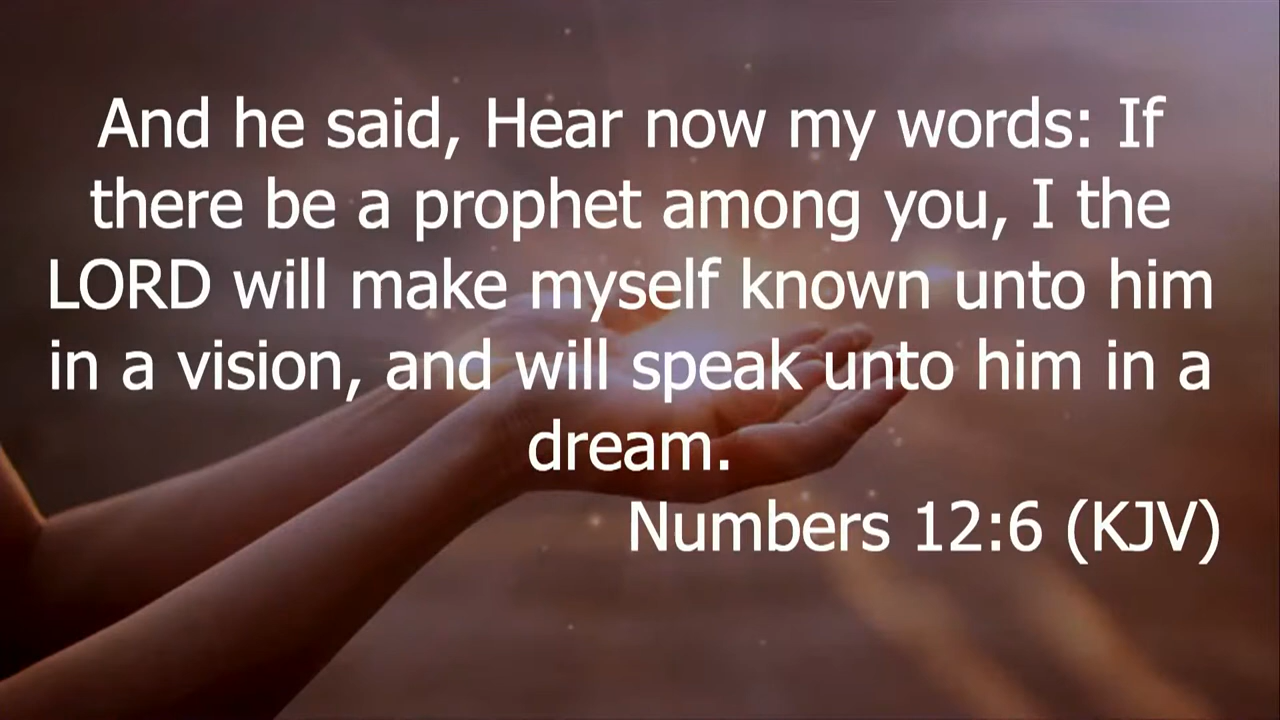 And he said, Hear now my words: If
there be a prophet among you, I the
LORD will make myself known unto him
in a vision, and will speak unto him in a
dream.
Numbers 12:6 (KJV)